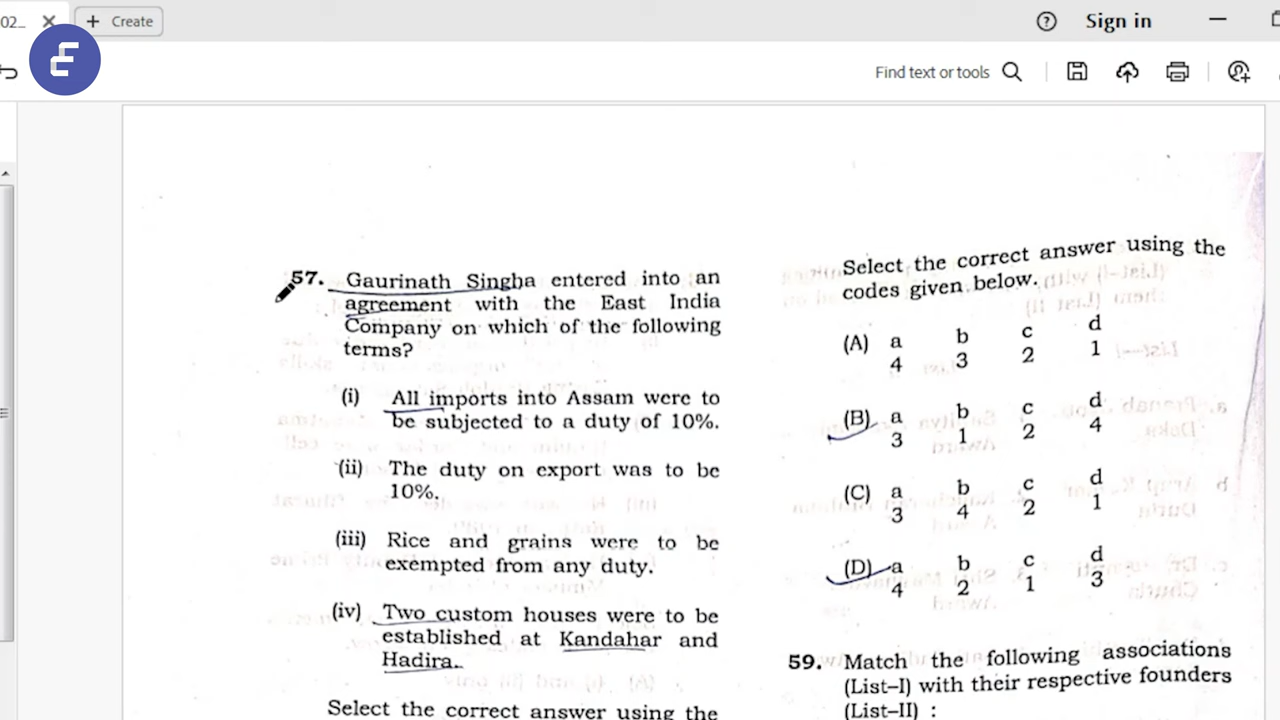 02_
Create
Sign in
Find text or tools
57. Gaurinath Singha entered into an
agreement with the East India
Company on which of the following
terms?
(i) All imports into Assam were to
be subjected to a duty of 10%.
(ii) The duty on export was to be
10%.
(iii) Rice and grains were to be
exempted from any duty.
(iv) Two custom houses were to be
established at Kandahar and
Hadira.
Select the correct answer using the
Select the correct answer using the
codes given below.
(A) a b c d
4 3 2 1
(B) a b c d
3 1 2 4
(C) a b c d
3 4 2 1
(D) a b c d
4 2 1 3
59. Match the following associations
(List–I) with their respective founders
(List–II) :